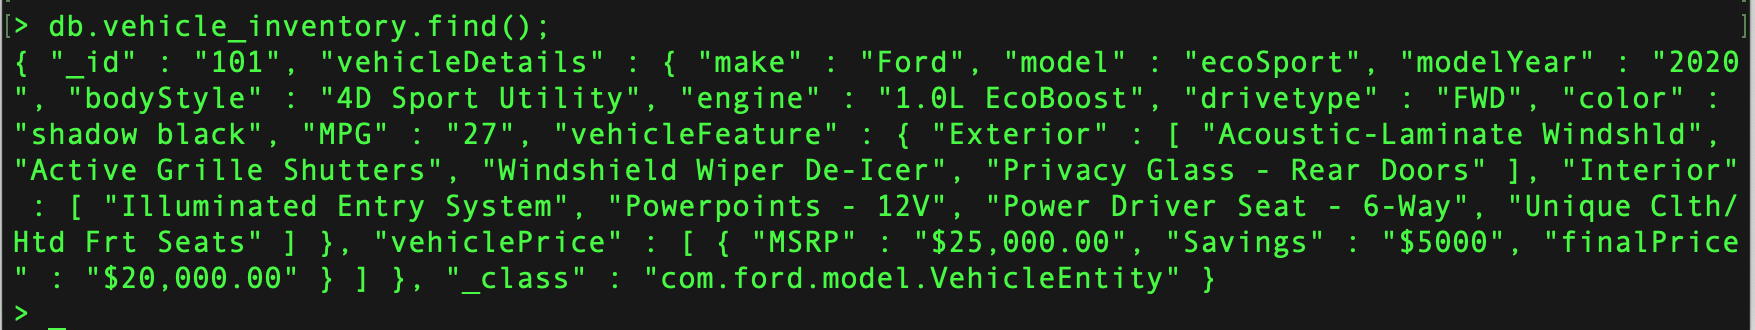 [> db.vehicle_inventory.find(); ]
{ "_id" : "101", "vehicleDetails" : { "make" : "Ford", "model" : "ecoSport", "modelYear" : "2020
", "bodyStyle" : "4D Sport Utility", "engine" : "1.0L EcoBoost", "drivetype" : "FWD", "color" :
"shadow black", "MPG" : "27", "vehicleFeature" : { "Exterior" : [ "Acoustic-Laminate Windshld",
"Active Grille Shutters", "Windshield Wiper De-Icer", "Privacy Glass - Rear Doors" ], "Interior"
 : [ "Illuminated Entry System", "Powerpoints - 12V", "Power Driver Seat - 6-Way", "Unique Clth/
Htd Frt Seats" ] }, "vehiclePrice" : [ { "MSRP" : "$25,000.00", "Savings" : "$5000", "finalPrice
" : "$20,000.00" } ] }, "_class" : "com.ford.model.VehicleEntity" }
> _